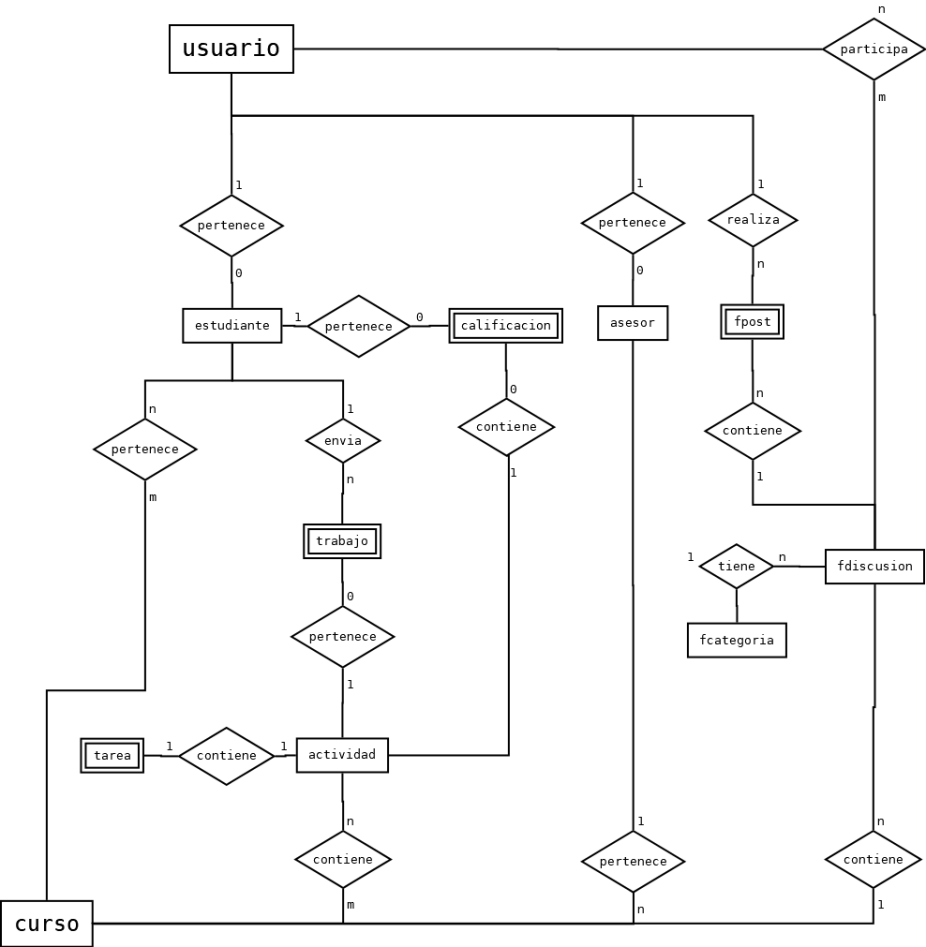 n
usuario
participa
m
1
1
1
pertenece
pertenece
realiza
0
0
n
estudiante
1
pertenece
0
calificacion
asesor
fpost
n
1
0
n
pertenece
envia
contiene
contiene
m
n
1
1
trabajo
1
tiene
n
fdiscusion
0
pertenece
fcategoria
1
tarea
1
contiene
1
actividad
n
1
n
contiene
pertenece
contiene
m
n
1
curso